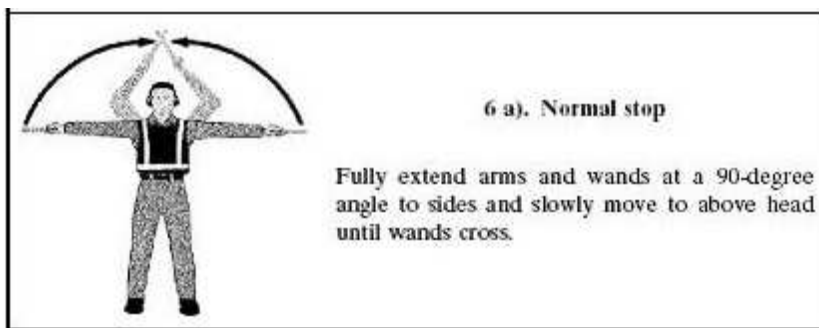 6 a). Normal stop
Fully extend arms and wands at a 90-degree
angle to sides and slowly move to above head
until wands cross.